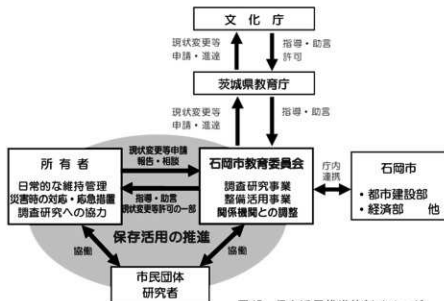 文化庁
現状変更等
申請・進達
指導・助言
許可
茨城県教育庁
現状変更等
申請・進達
指導・助言
所有者
日常的な維持管理
災害時の対応・応急措置
調査研究への協力
現状変更等申請
報告・相談
指導・助言
現状変更等許可の一部
石岡市教育委員会
調査研究事業
整備活用事業
関係機関との調整
庁内
連携
石岡市
・都市建設部
・経済部 他
保存活用の推進
協働
協働
市民団体
研究者